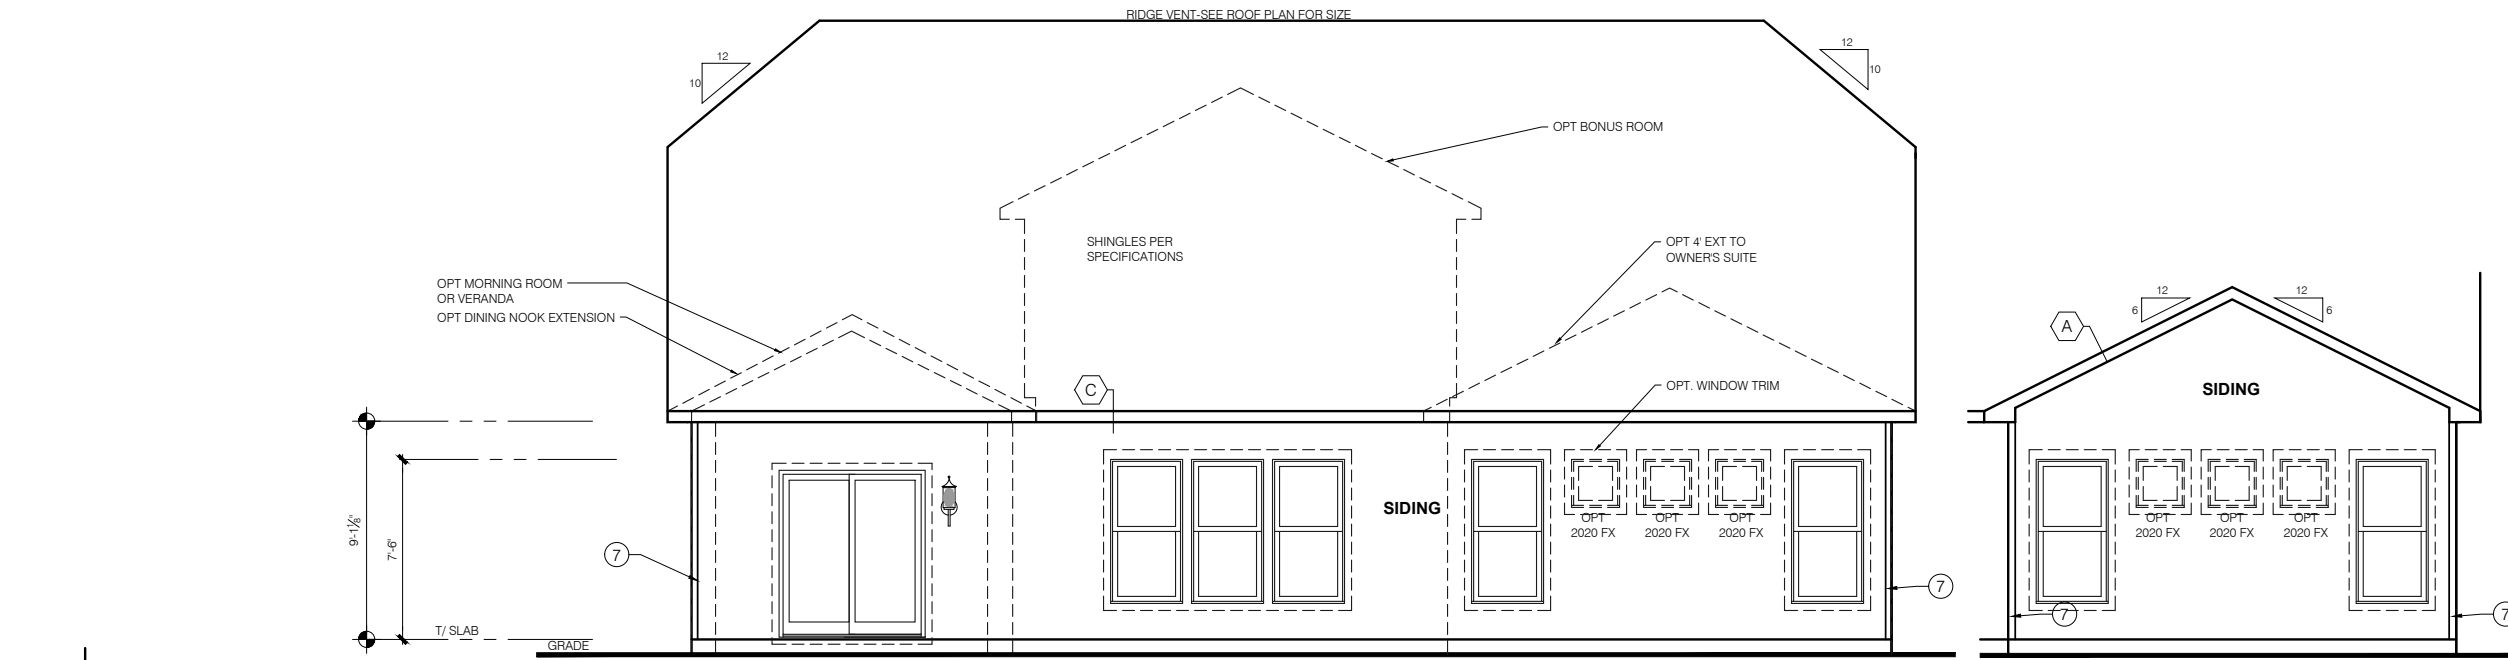 RIDGE VENT-SEE ROOF PLAN FOR SIZE
12
10
12
10
OPT BONUS ROOM
SHINGLES PER
SPECIFICATIONS
OPT 4' EXT TO
OWNER'S SUITE
OPT MORNING ROOM
OR VERANDA
OPT DINING NOOK EXTENSION
12
6
12
6
A
C
OPT. WINDOW TRIM
SIDING
SIDING
OPT
2020 FX
OPT
2020 FX
OPT
2020 FX
OPT
2020 FX
OPT
2020 FX
OPT
2020 FX
9'-1⅛"
7'-6"
7
7
7
7
T/ SLAB
GRADE